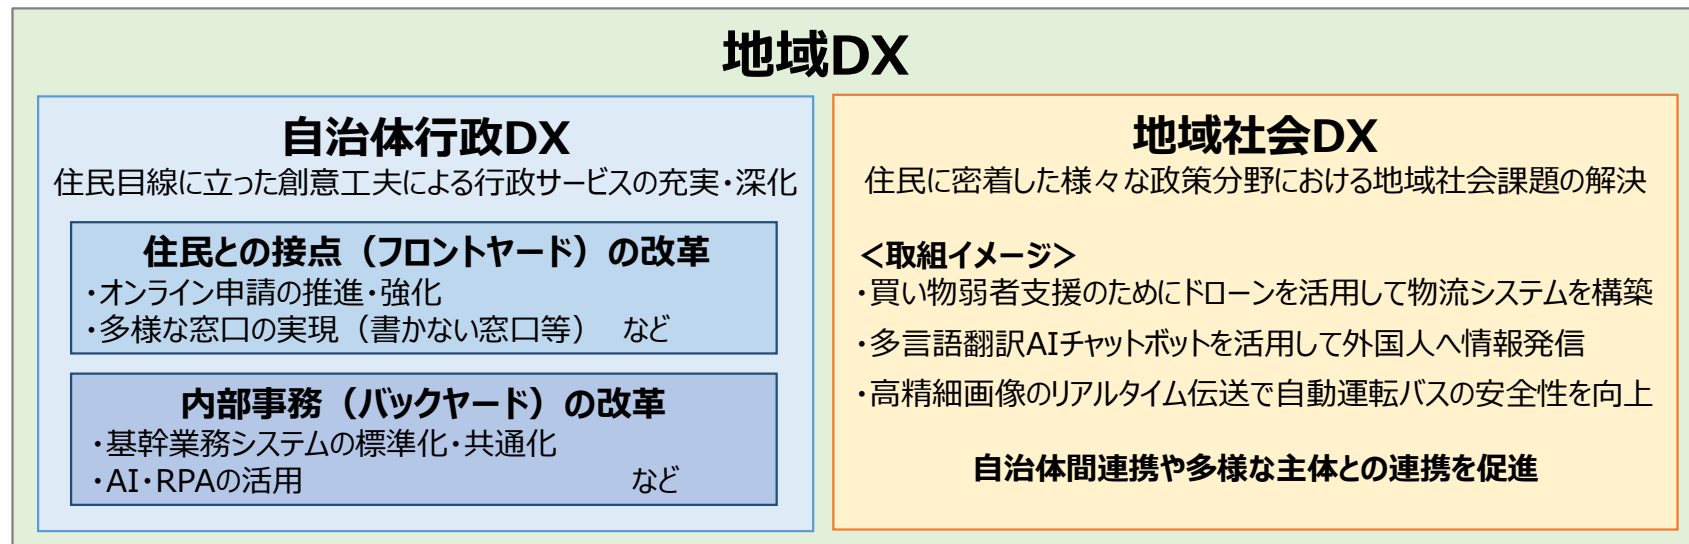 地域DX
自治体行政DX
住民目線に立った創意工夫による行政サービスの充実・深化
住民との接点（フロントヤード）の改革
・オンライン申請の推進・強化
・多様な窓口の実現（書かない窓口等）　など
内部事務（バックヤード）の改革
・基幹業務システムの標準化・共通化
・AI・RPAの活用　など
地域社会DX
住民に密着した様々な政策分野における地域社会課題の解決
＜取組イメージ＞
・買い物弱者支援のためにドローンを活用して物流システムを構築
・多言語翻訳AIチャットボットを活用して外国人へ情報発信
・高精細画像のリアルタイム伝送で自動運転バスの安全性を向上
自治体間連携や多様な主体との連携を促進